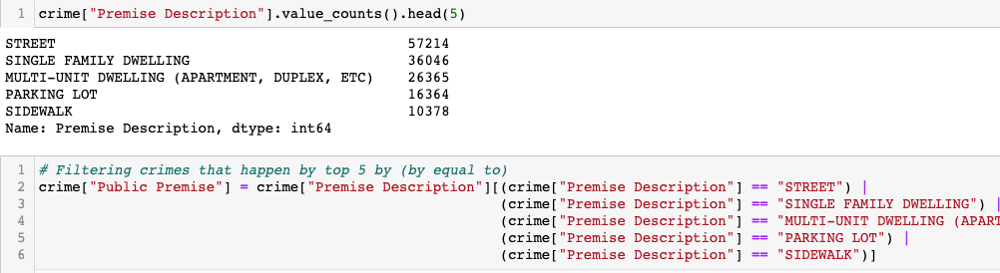 1 crime["Premise Description"].value_counts().head(5)
STREET 57214
SINGLE FAMILY DWELLING 36046
MULTI-UNIT DWELLING (APARTMENT, DUPLEX, ETC) 26365
PARKING LOT 16364
SIDEWALK 10378
Name: Premise Description, dtype: int64
1 # Filtering crimes that happen by top 5 by (by equal to)
2 crime["Public Premise"] = crime["Premise Description"][(crime["Premise Description"] == "STREET") |
3 (crime["Premise Description"] == "SINGLE FAMILY DWELLING") |
4 (crime["Premise Description"] == "MULTI-UNIT DWELLING (APART
5 (crime["Premise Description"] == "PARKING LOT") |
6 (crime["Premise Description"] == "SIDEWALK")]